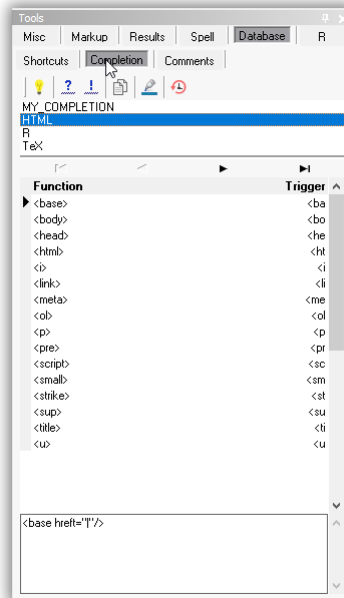 Tools
Misc Markup Results Spell Database R
Shortcuts Completion Comments
MY_COMPLETION
HTML
R
TeX
Function Trigger
<base> <ba
<body> <bo
<head> <he
<html> <ht
<i> <i
<link> <li
<meta> <me
<ol> <ol
<p> <p
<pre> <pr
<script> <sc
<small> <sm
<strike> <st
<sup> <su
<title> <ti
<u> <u
<base hreft="|"/>